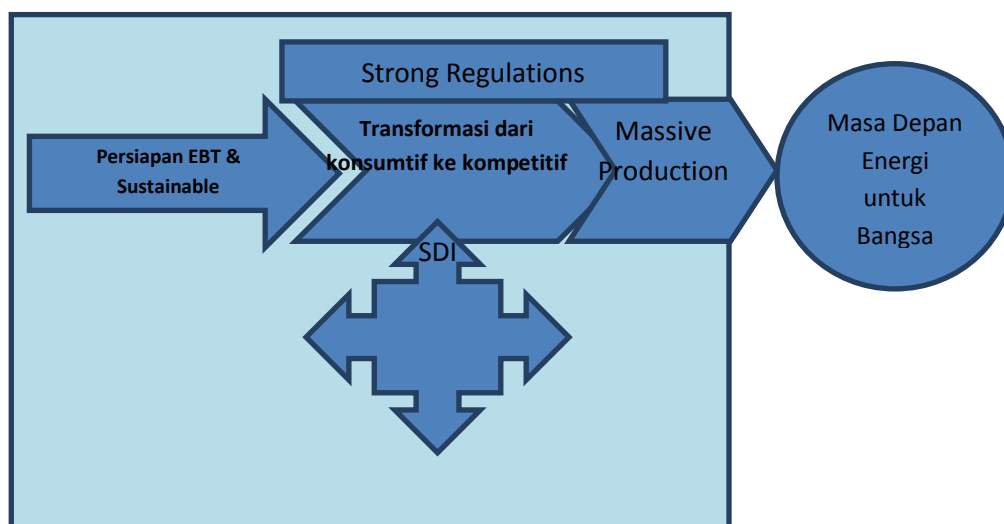 Strong Regulations
Persiapan EBT &
Sustainable
Transformasi dari
konsumtif ke kompetitif
Massive
Production
Masa Depan
Energi
untuk
Bangsa
SDI